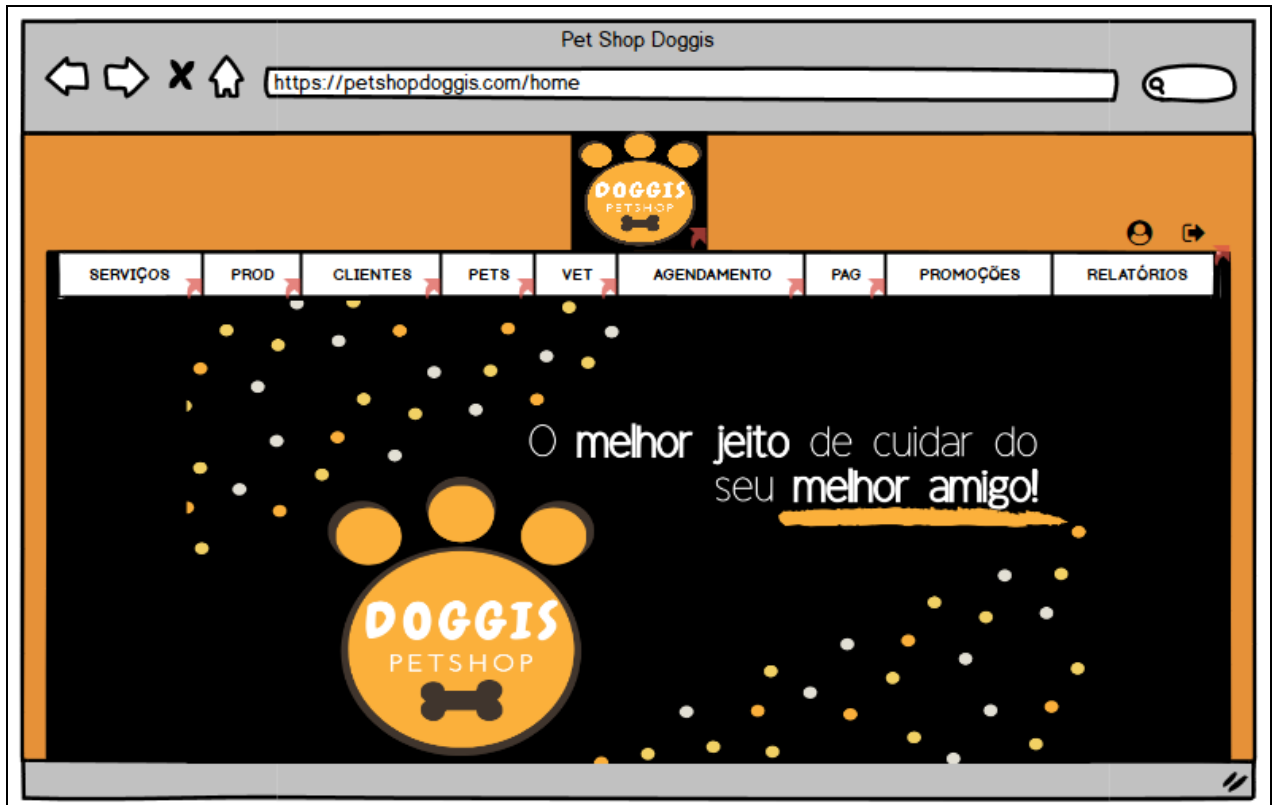 Pet Shop Doggis
https://petshopdoggis.com/home
DOGGIS
PETSHOP
SERVIÇOS PROD CLIENTES PETS VET AGENDAMENTO PAG PROMOÇÕES RELATÓRIOS
O melhor jeito de cuidar do
seu melhor amigo!
DOGGIS
PETSHOP